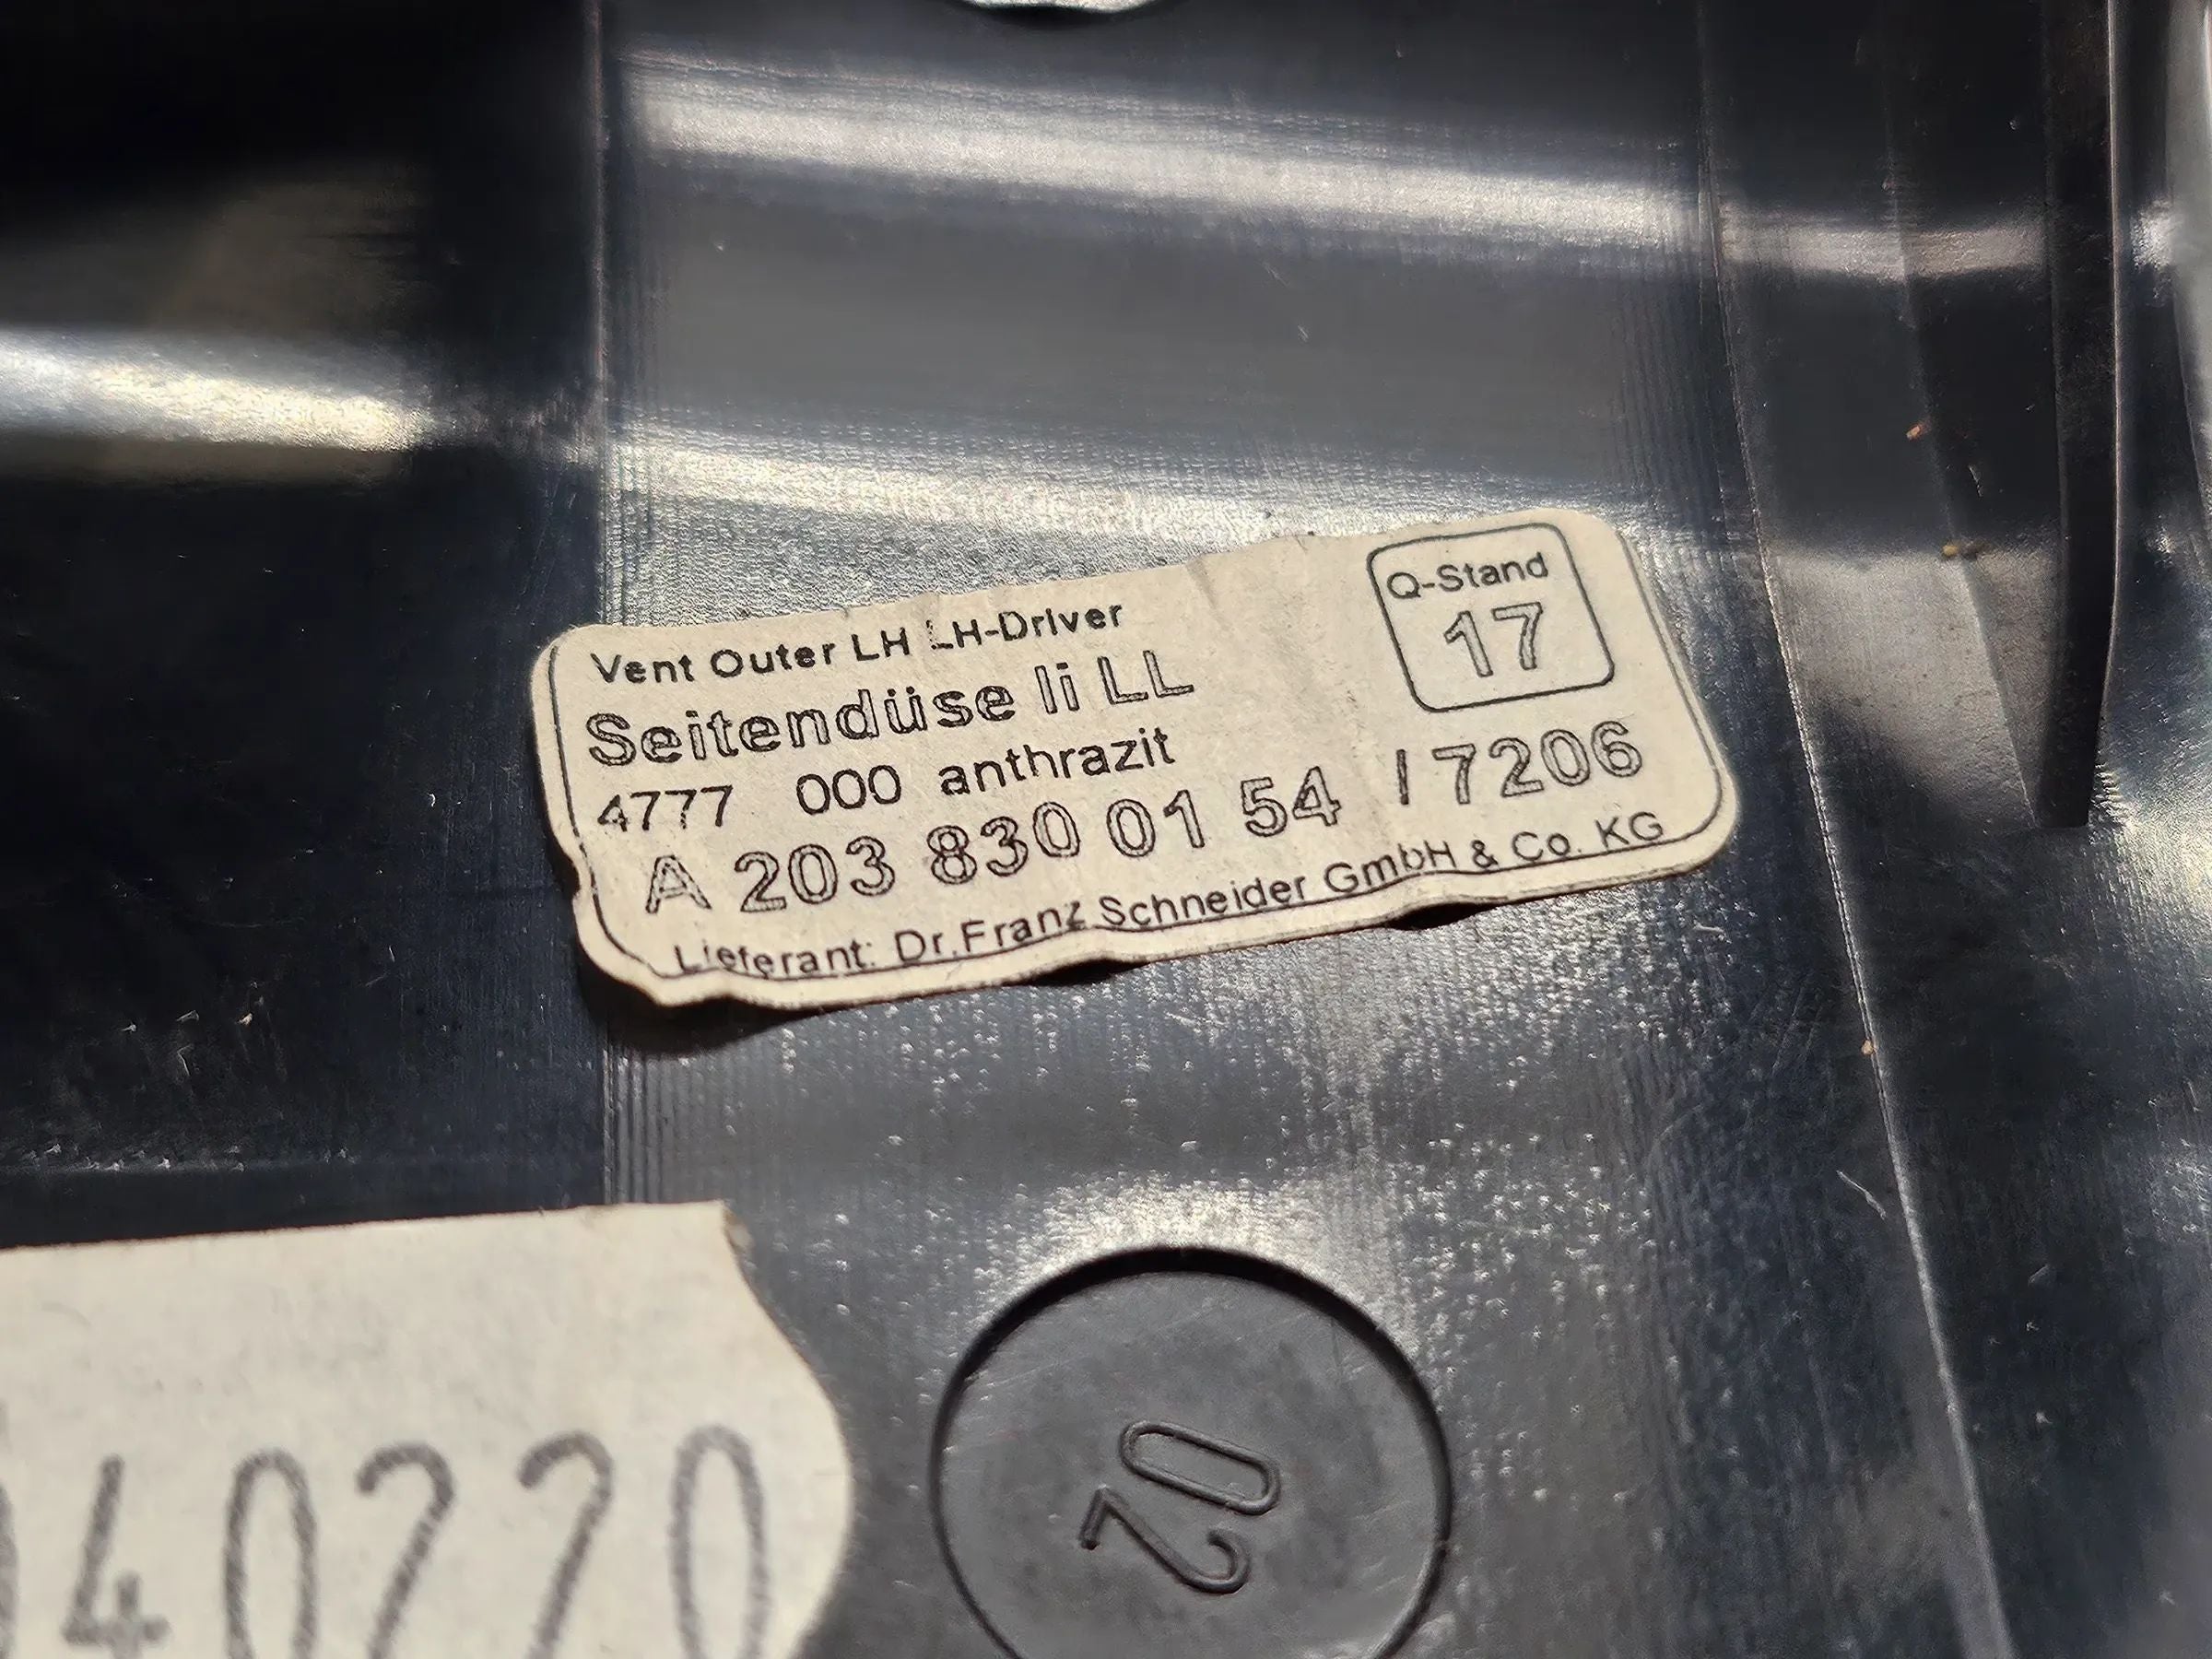 Vent Outer LH LH-Driver
Seitendüse li LL
4777 000 anthrazit
A 203 830 01 54 / 7206
Lieferant: Dr.Franz Schneider GmbH & Co. KG
Q-Stand
17
02